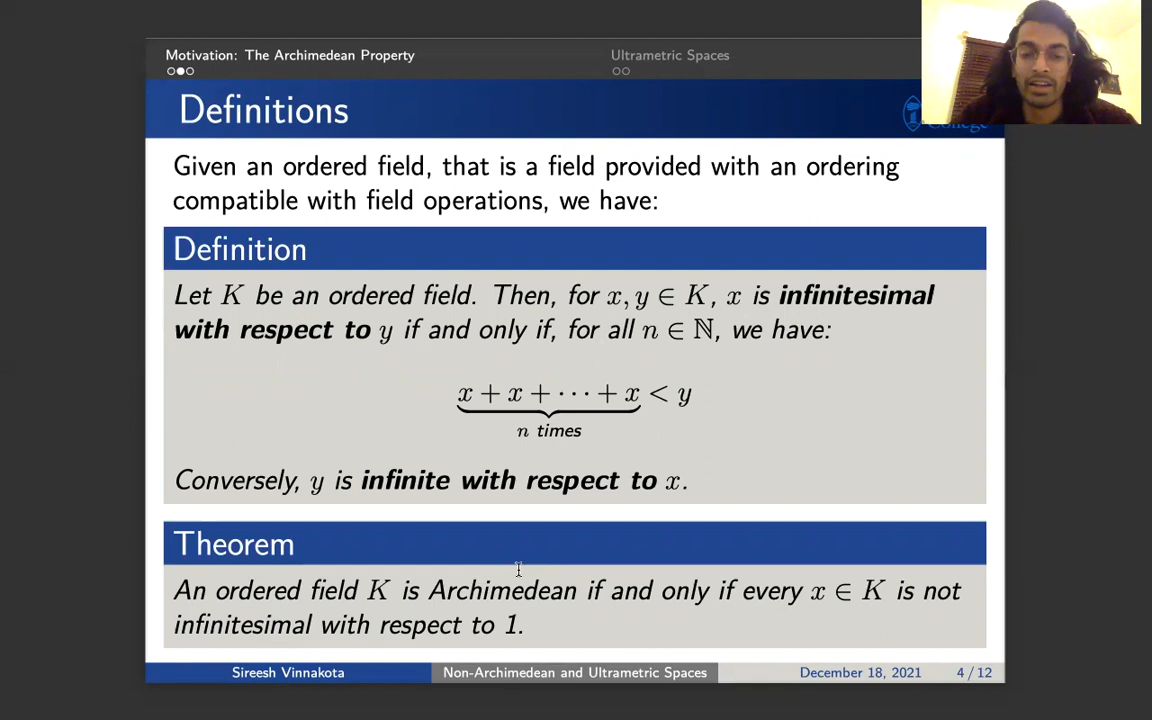 Motivation: The Archimedean Property
Ultrametric Spaces
Definitions
College
Given an ordered field, that is a field provided with an ordering
compatible with field operations, we have:
Definition
Let K be an ordered field. Then, for x, y ∈ K, x is infinitesimal
with respect to y if and only if, for all n ∈ ℕ, we have:
x + x + ⋯ + x < y
n times
Conversely, y is infinite with respect to x.
Theorem
An ordered field K is Archimedean if and only if every x ∈ K is not
infinitesimal with respect to 1.
Sireesh Vinnakota
Non-Archimedean and Ultrametric Spaces
December 18, 2021
4 / 12